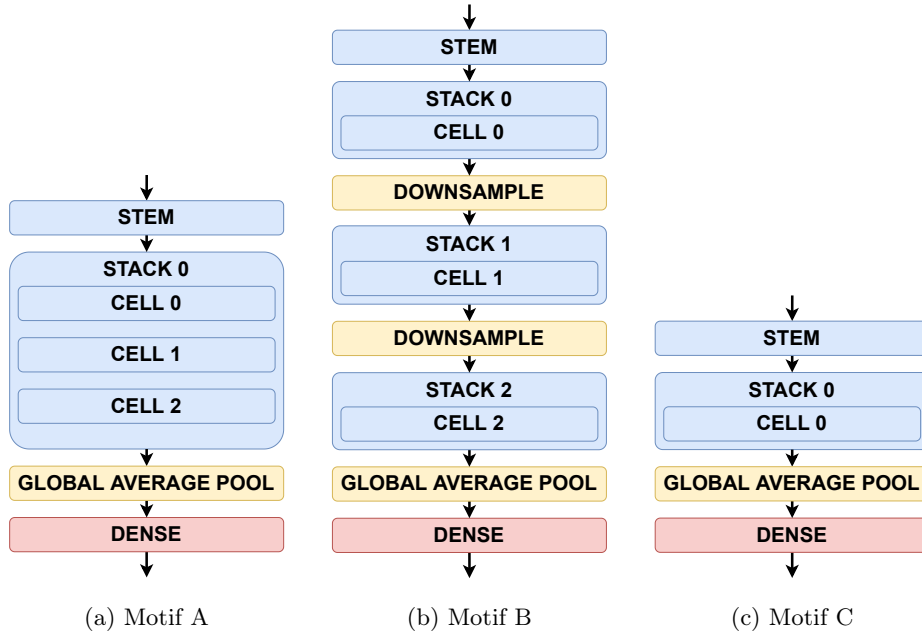 STEM
STACK 0
CELL 0
CELL 1
CELL 2
GLOBAL AVERAGE POOL
DENSE
(a) Motif A
STEM
STACK 0
CELL 0
DOWNSAMPLE
STACK 1
CELL 1
DOWNSAMPLE
STACK 2
CELL 2
GLOBAL AVERAGE POOL
DENSE
(b) Motif B
STEM
STACK 0
CELL 0
GLOBAL AVERAGE POOL
DENSE
(c) Motif C